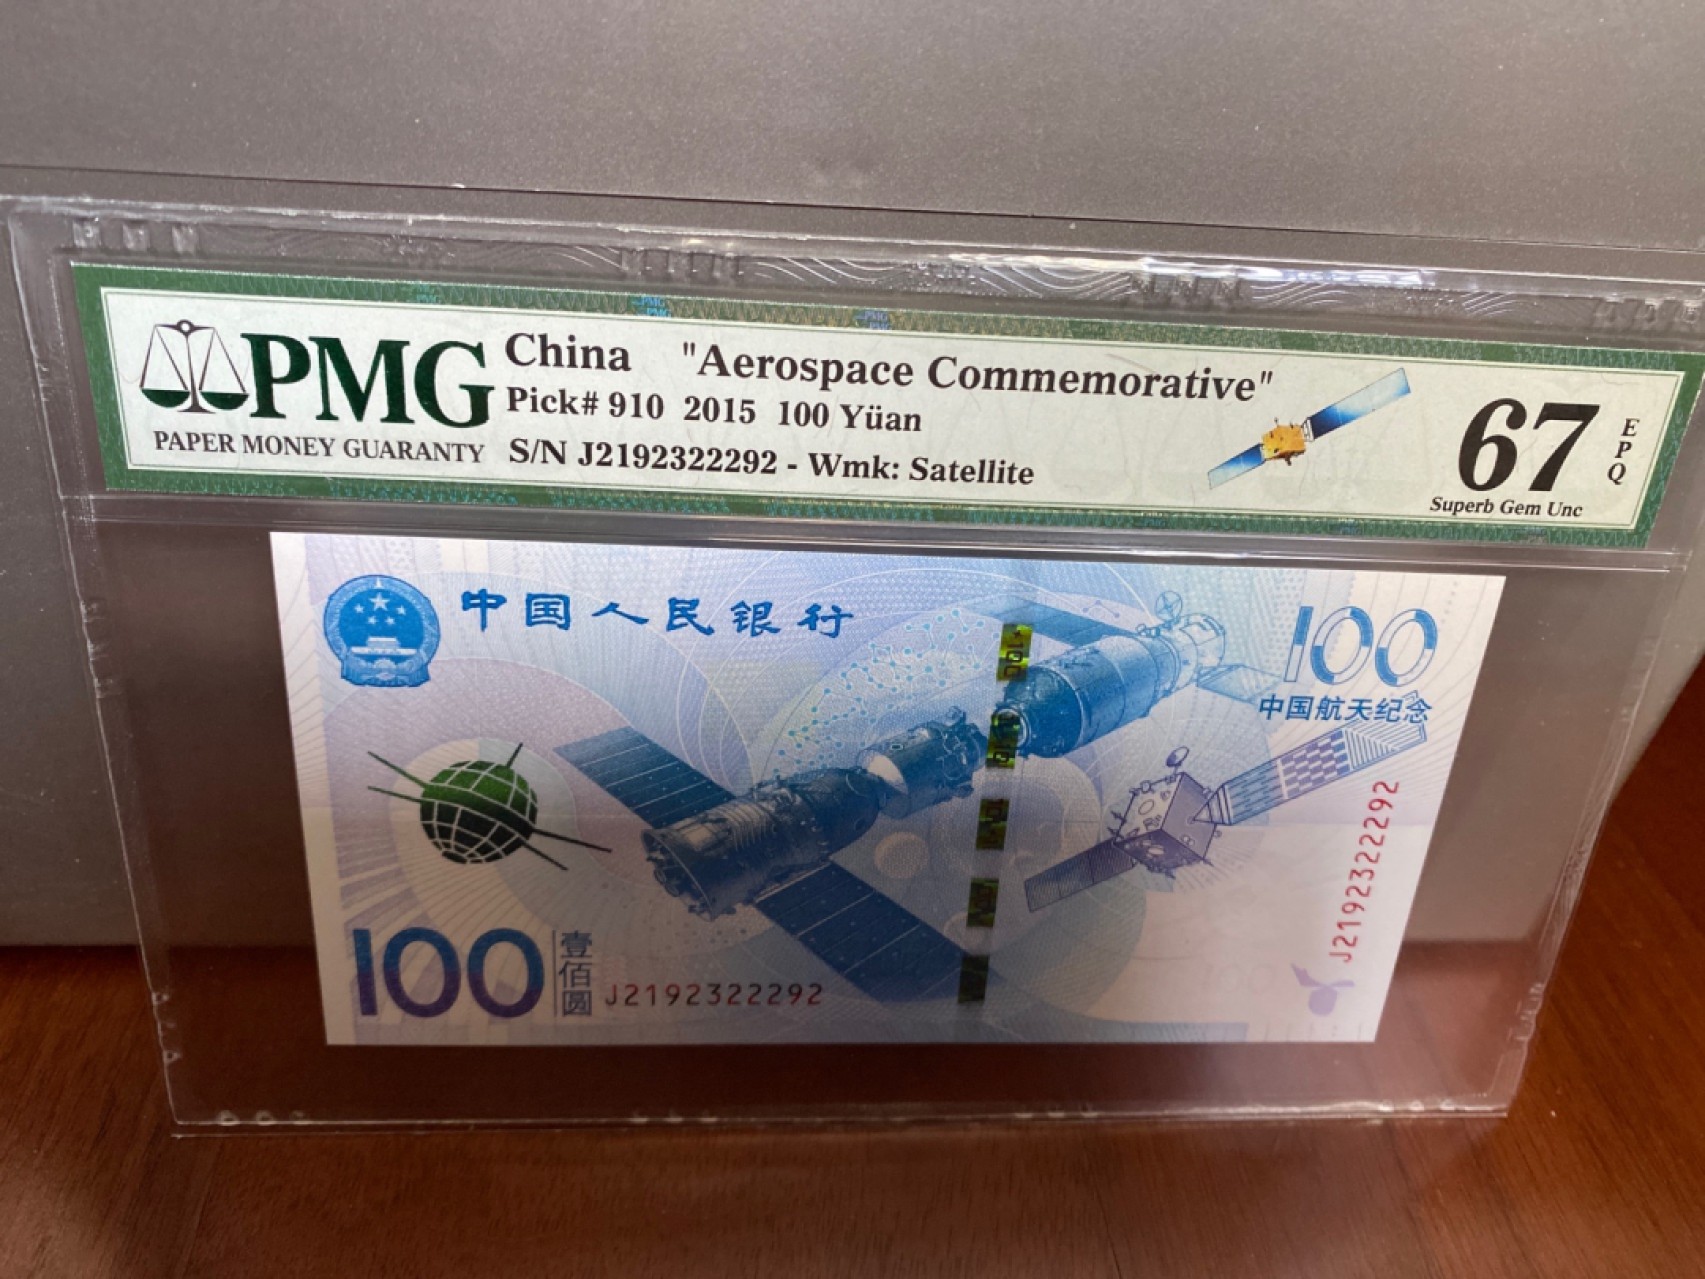 PMG
PAPER MONEY GUARANTY
China "Aerospace Commemorative"
Pick# 910 2015 100 Yüan
S/N J2192322292 - Wmk: Satellite
67
EPQ
Superb Gem Unc
中国人民银行
100
中国航天纪念
J2192322292
100
壹佰圆
J2192322292